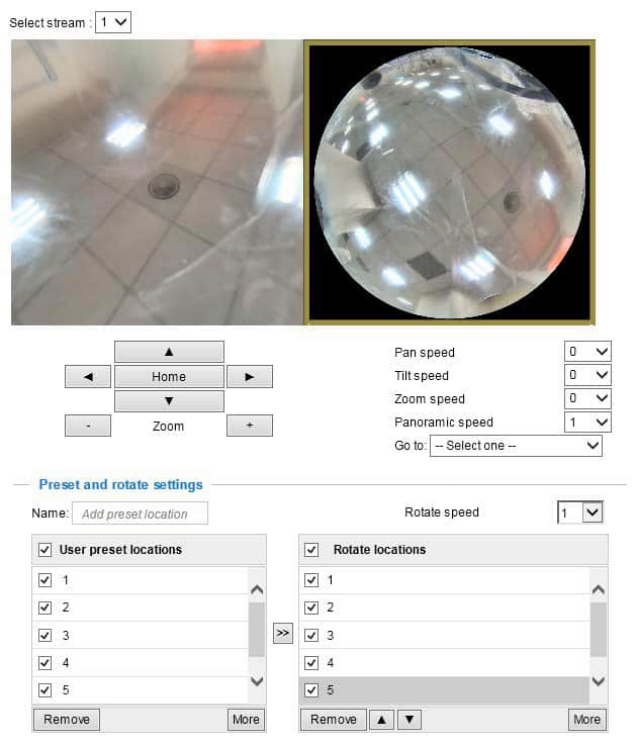 Select stream : 1
▲
◄ Home ►
▼
- Zoom +
Pan speed 0
Tilt speed 0
Zoom speed 0
Panoramic speed 1
Go to: -- Select one --
Preset and rotate settings
Name: Add preset location
Rotate speed 1
User preset locations
1
2
3
4
5
Remove More
>>
Rotate locations
1
2
3
4
5
Remove ▲ ▼ More